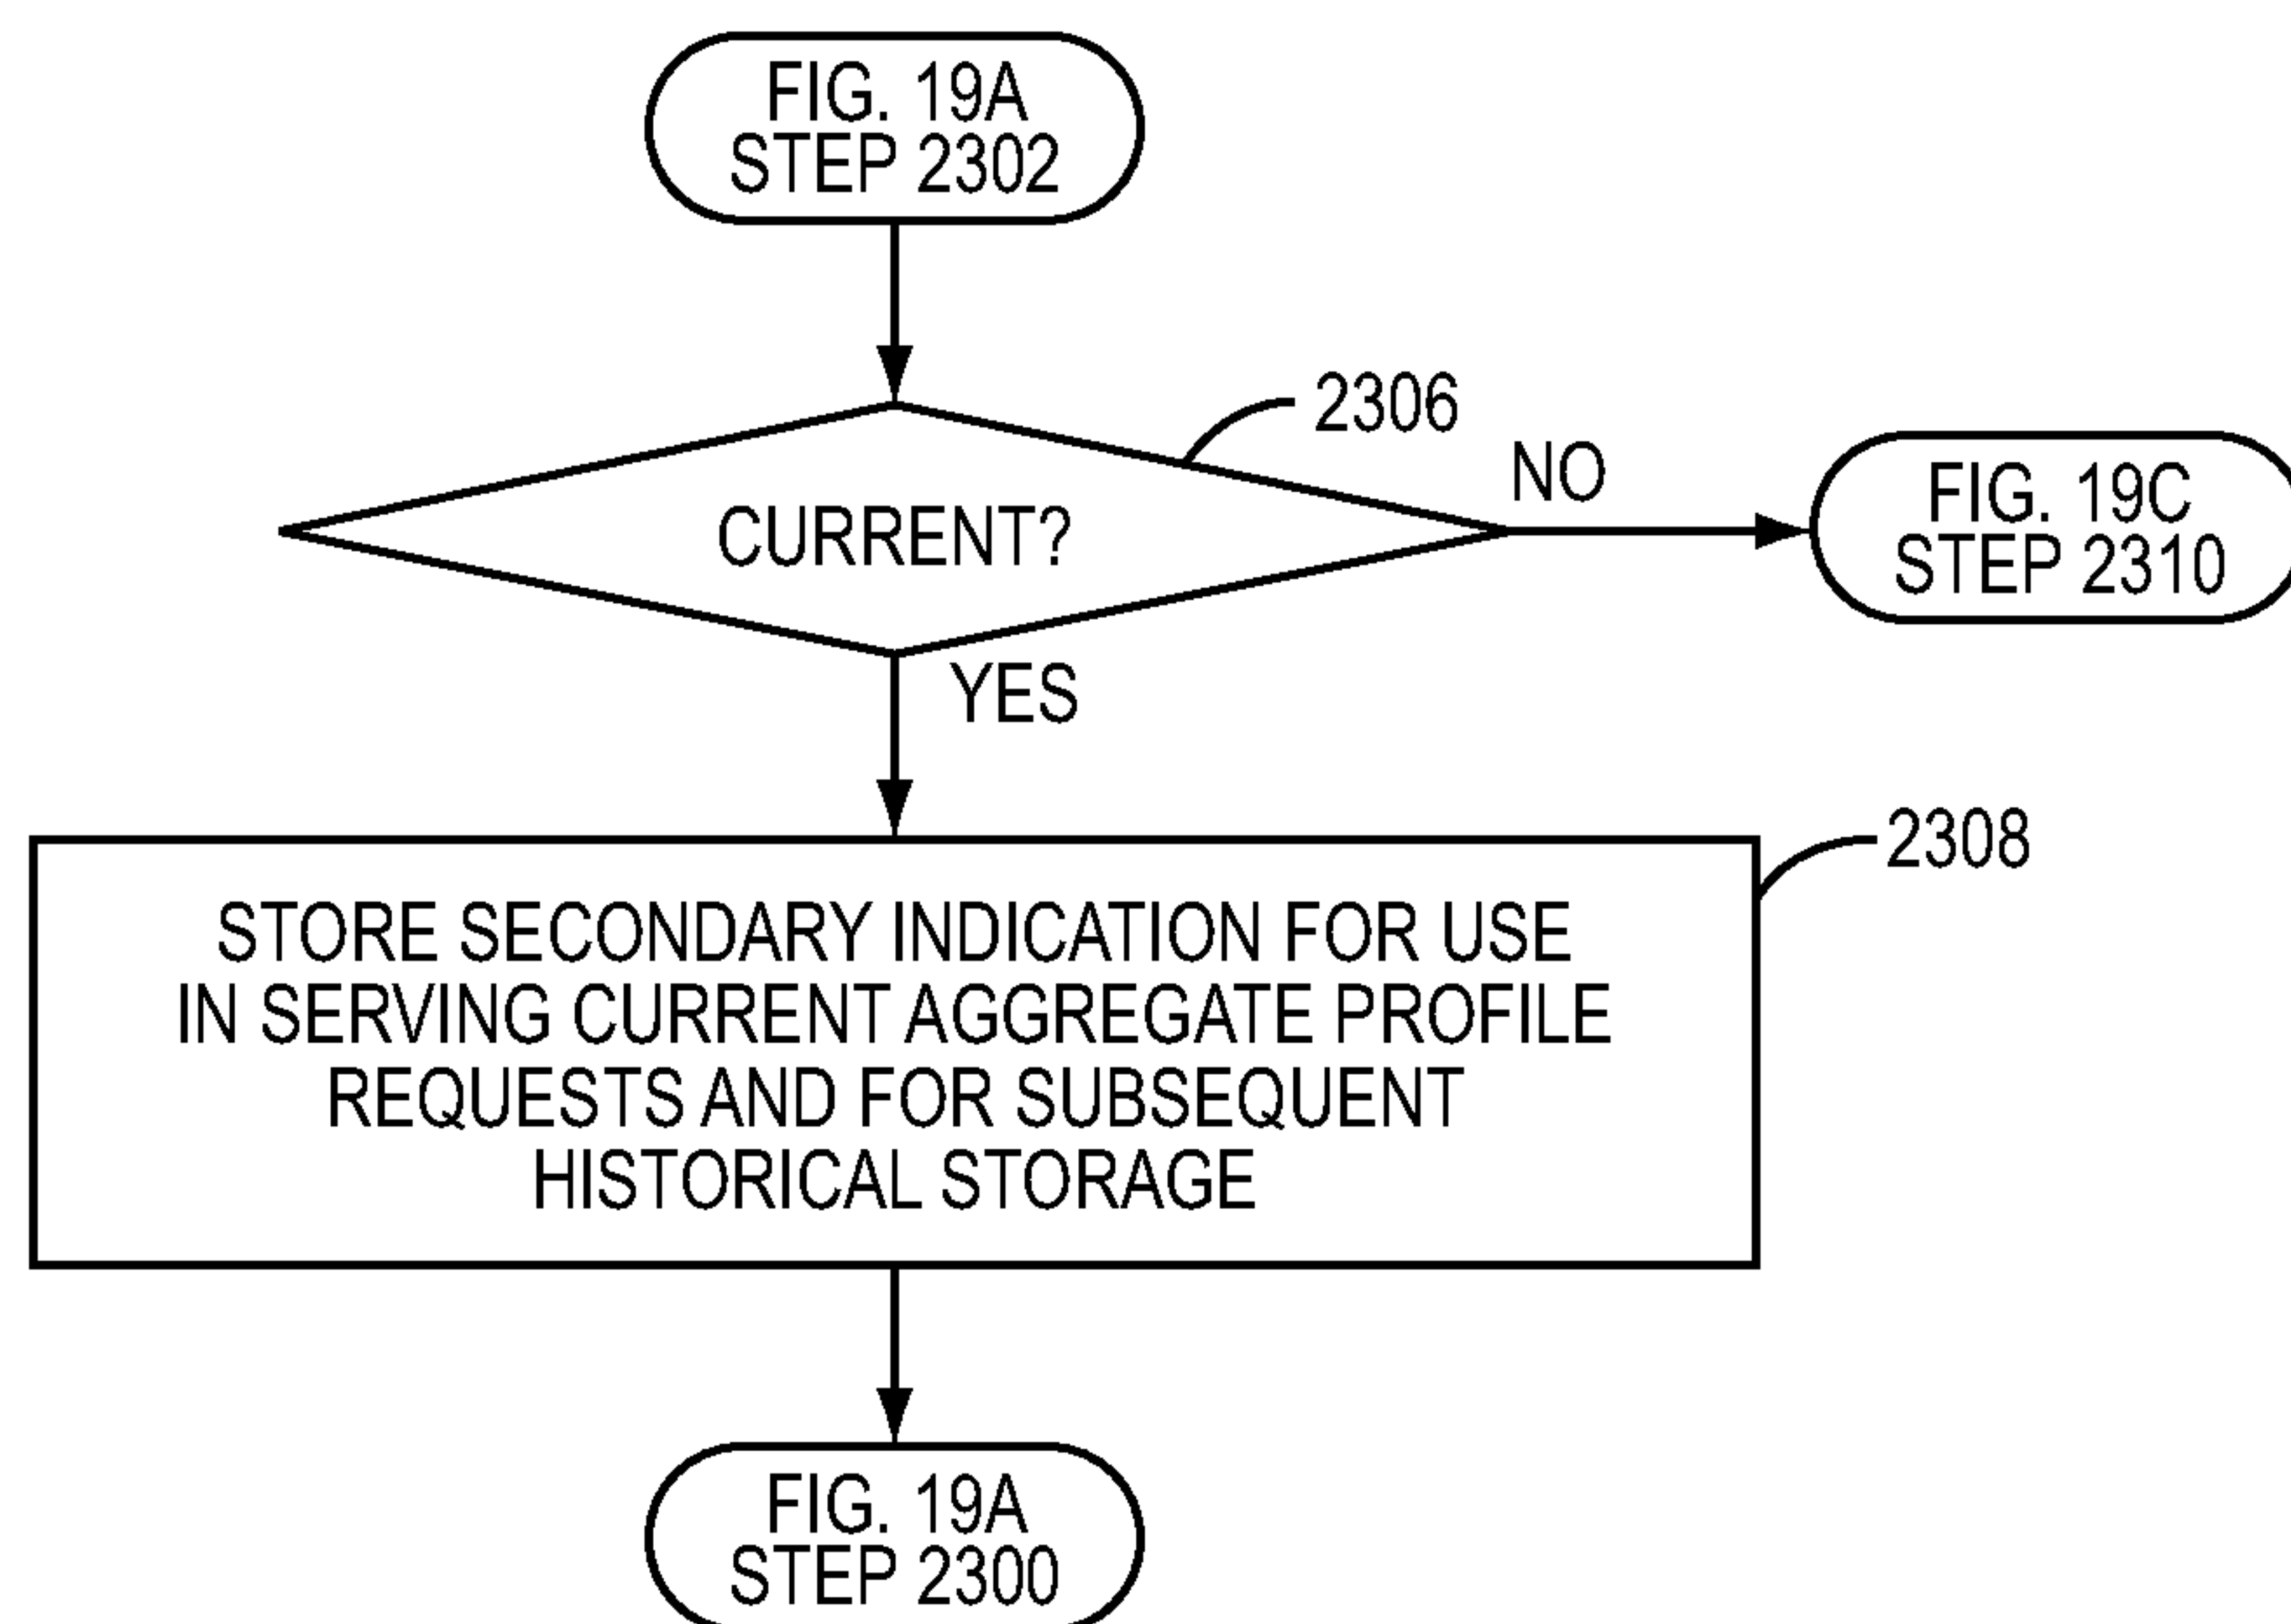 FIG. 19A
STEP 2302
2306
NO
CURRENT?
FIG. 19C
STEP 2310
YES
2308
STORE SECONDARY INDICATION FOR USE
IN SERVING CURRENT AGGREGATE PROFILE
REQUESTS AND FOR SUBSEQUENT
HISTORICAL STORAGE
FIG. 19A
STEP 2300